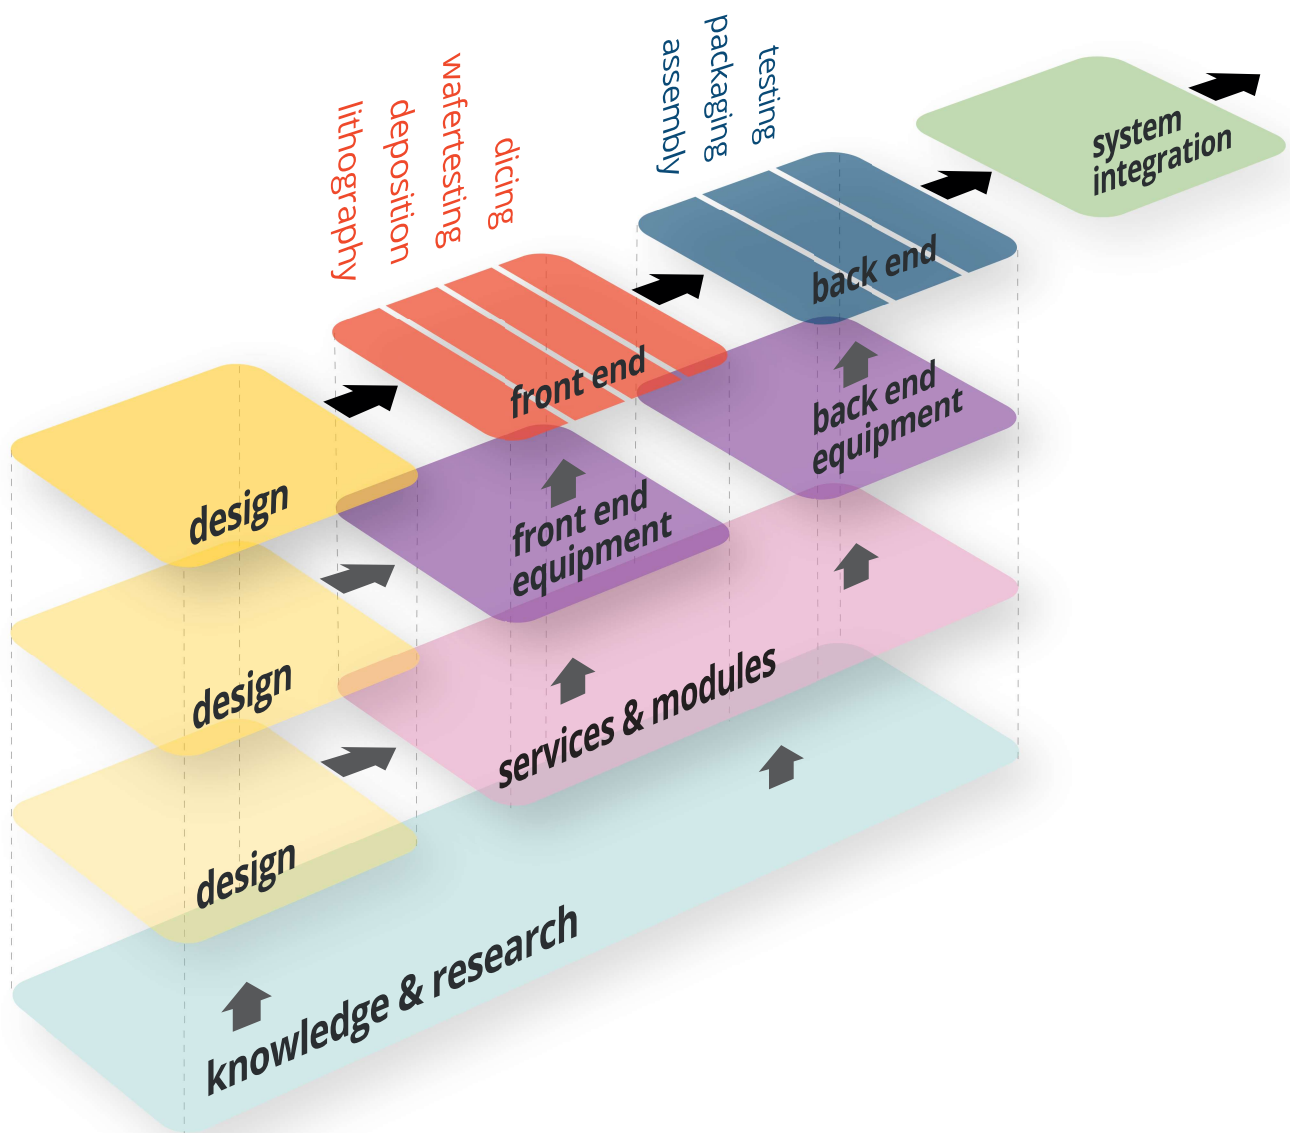 lithography
deposition
wafertesting
dicing
assembly
packaging
testing
system
integration
back end
front end
design
back end
equipment
front end
equipment
design
services & modules
design
knowledge & research